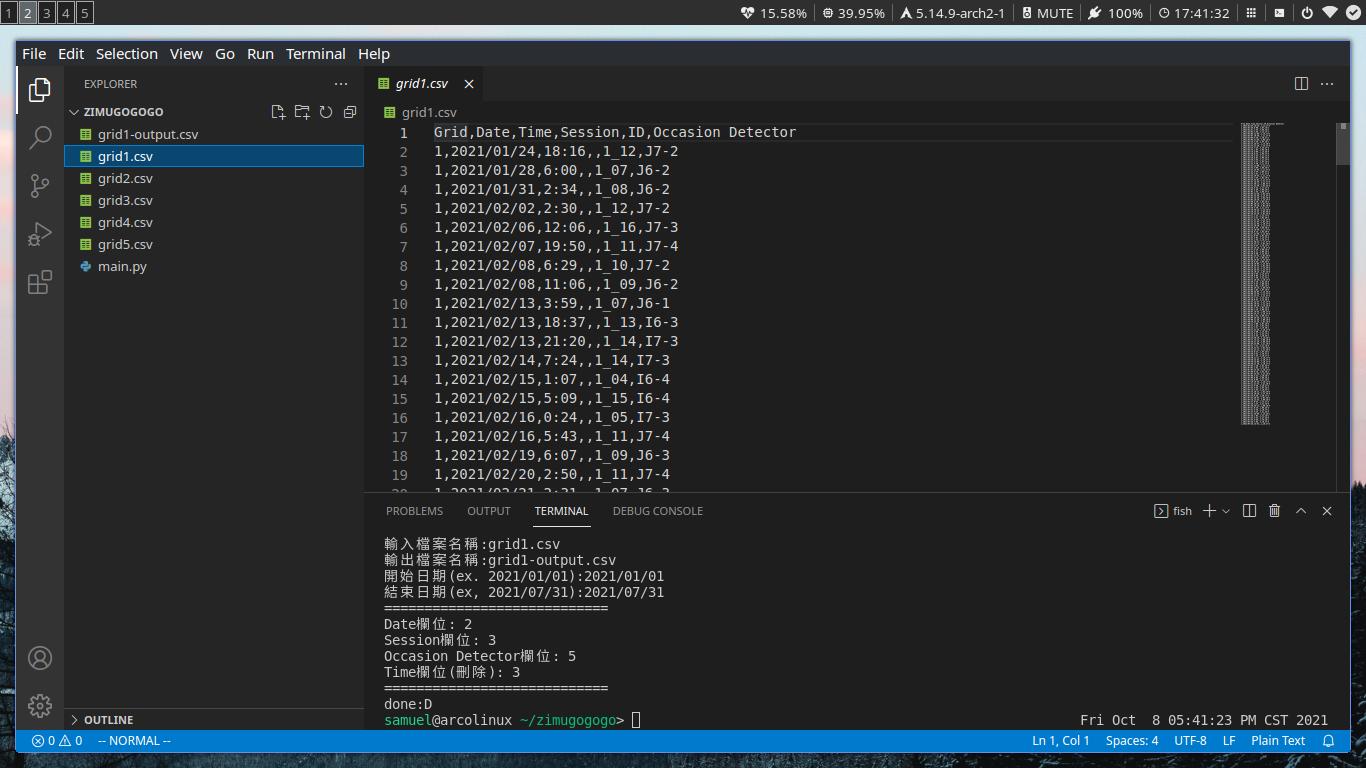 1 2 3 4 5 15.58% 39.95% 5.14.9-arch2-1 MUTE 100% 17:41:32
File Edit Selection View Go Run Terminal Help
EXPLORER
ZIMUGOGOGO
grid1-output.csv
grid1.csv
grid2.csv
grid3.csv
grid4.csv
grid5.csv
main.py
OUTLINE
grid1.csv
grid1.csv
1 Grid,Date,Time,Session,ID,Occasion Detector
2 1,2021/01/24,18:16,,1_12,J7-2
3 1,2021/01/28,6:00,,1_07,J6-2
4 1,2021/01/31,2:34,,1_08,J6-2
5 1,2021/02/02,2:30,,1_12,J7-2
6 1,2021/02/06,12:06,,1_16,J7-3
7 1,2021/02/07,19:50,,1_11,J7-4
8 1,2021/02/08,6:29,,1_10,J7-2
9 1,2021/02/08,11:06,,1_09,J6-2
10 1,2021/02/13,3:59,,1_07,J6-1
11 1,2021/02/13,18:37,,1_13,I6-3
12 1,2021/02/13,21:20,,1_14,I7-3
13 1,2021/02/14,7:24,,1_14,I7-3
14 1,2021/02/15,1:07,,1_04,I6-4
15 1,2021/02/15,5:09,,1_15,I6-4
16 1,2021/02/16,0:24,,1_05,I7-3
17 1,2021/02/16,5:43,,1_11,J7-4
18 1,2021/02/19,6:07,,1_09,J6-3
19 1,2021/02/20,2:50,,1_11,J7-4
PROBLEMS OUTPUT TERMINAL DEBUG CONSOLE fish
輸入檔案名稱:grid1.csv
輸出檔案名稱:grid1-output.csv
開始日期(ex. 2021/01/01):2021/01/01
結束日期(ex, 2021/07/31):2021/07/31
============================
Date欄位: 2
Session欄位: 3
Occasion Detector欄位: 5
Time欄位(刪除): 3
============================
done:D
samuel@arcolinux ~/zimugogogo> Fri Oct  8 05:41:23 PM CST 2021
0 0 -- NORMAL -- Ln 1, Col 1 Spaces: 4 UTF-8 LF Plain Text